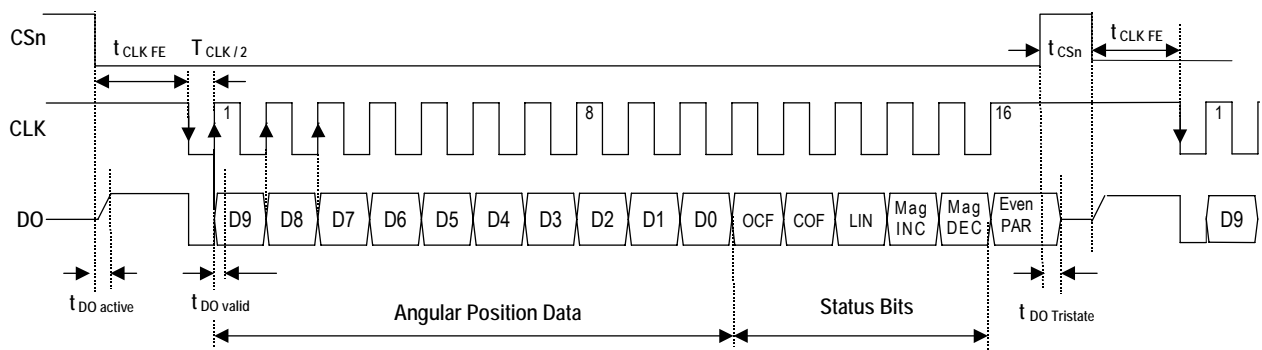 CSn
t CLK FE
T CLK / 2
t CSn
t CLK FE
CLK
1
8
16
1
DO
D9
D8
D7
D6
D5
D4
D3
D2
D1
D0
OCF
COF
LIN
Mag
INC
Mag
DEC
Even
PAR
D9
t DO active
t DO valid
Angular Position Data
Status Bits
t DO Tristate